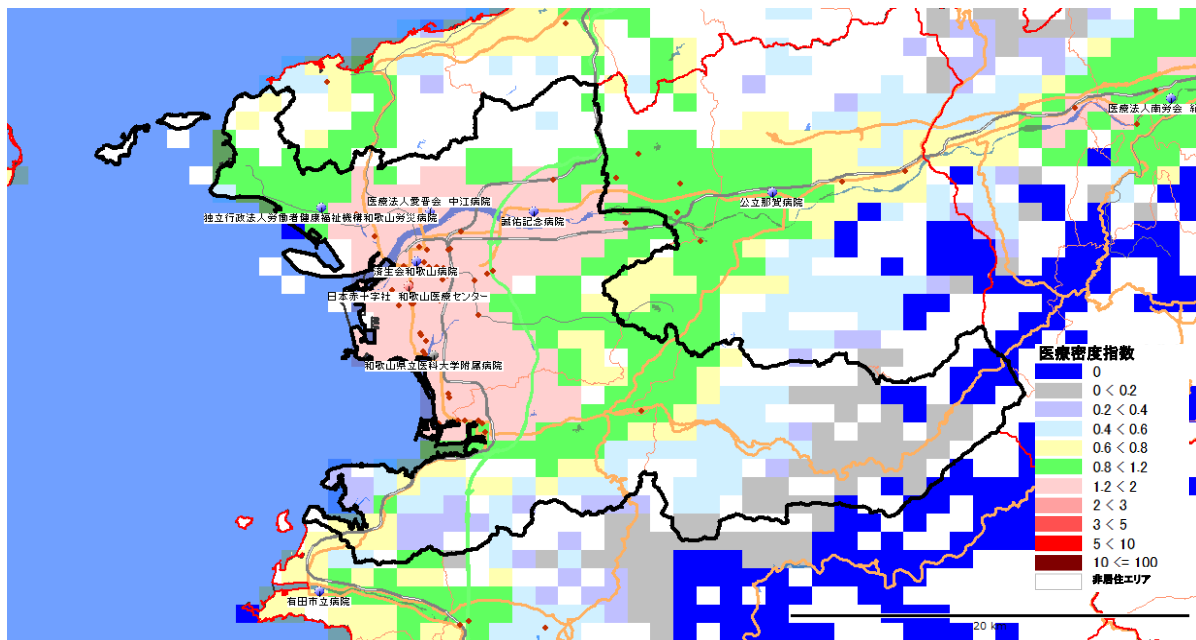 医療法人南労会 紀
医療法人愛晋会 中江病院
公立那賀病院
独立行政法人労働者健康福祉機構和歌山労災病院
誠佑記念病院
済生会和歌山病院
日本赤十字社 和歌山医療センター
和歌山県立医科大学附属病院
有田市立病院
医療密度指数
0
0 < 0.2
0.2 < 0.4
0.4 < 0.6
0.6 < 0.8
0.8 < 1.2
1.2 < 2
2 < 3
3 < 5
5 < 10
10 <= 100
非居住エリア
20 km